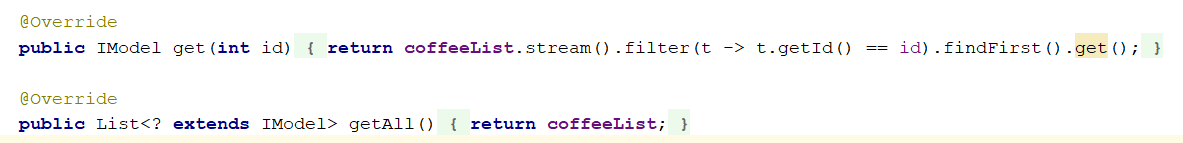 @Override
public IModel get(int id) { return coffeeList.stream().filter(t -> t.getId() == id).findFirst().get(); }
@Override
public List<? extends IModel> getAll() { return coffeeList; }